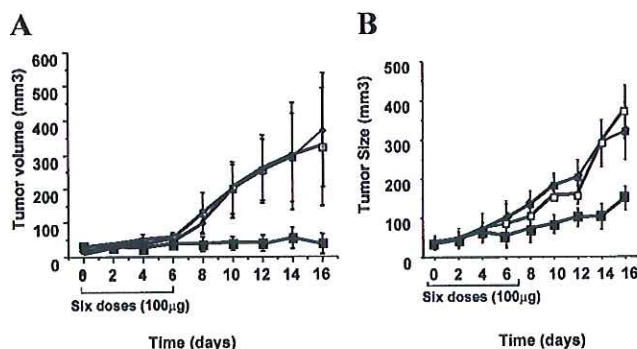 A
Tumor volume (mm3)
600
500
400
300
200
100
0
0 2 4 6 8 10 12 14 16
Six doses (100µg)
Time (days)
B
Tumor Size (mm3)
500
400
300
200
100
0
0 2 4 6 8 10 12 14 16
Six doses (100µg)
Time (days)